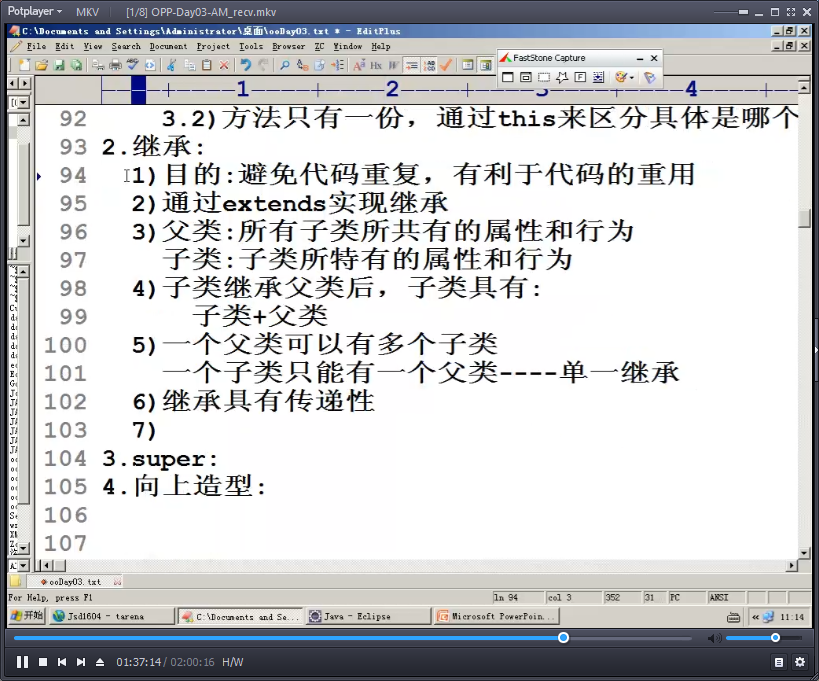 Potplayer MKV [1/8] OPP-Day03-AM_recv.mkv
C:\Documents and Settings\Administrator\桌面\ooDay03.txt * - EditPlus
File Edit View Search Document Project Tools Browser ZC Window Help
FastStone Capture
1 2 3 4
92 3.2)方法只有一份，通过this来区分具体是哪个
93 2.继承:
94 1)目的:避免代码重复，有利于代码的重用
95 2)通过extends实现继承
96 3)父类:所有子类所共有的属性和行为
97 子类:子类所特有的属性和行为
98 4)子类继承父类后，子类具有:
99 子类+父类
100 5)一个父类可以有多个子类
101 一个子类只能有一个父类----单一继承
102 6)继承具有传递性
103 7)
104 3.super:
105 4.向上造型:
106
107
ooDay03.txt
For Help, press F1 ln 94 col 3 352 31 PC ANSI
开始 Jsd1604 - tarena C:\Documents and Se... Java - Eclipse Microsoft PowerPoin... « 11:14
01:37:14 / 02:00:16 H/W